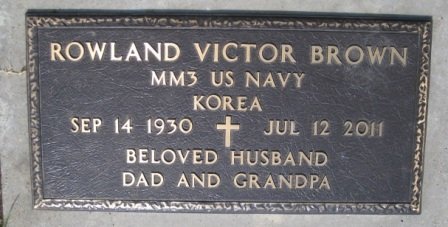 ROWLAND VICTOR BROWN
MM3 US NAVY
KOREA
SEP 14 1930 JUL 12 2011
BELOVED HUSBAND
DAD AND GRANDPA